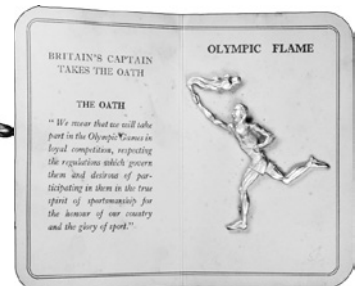 BRITAIN'S CAPTAIN
TAKES THE OATH
THE OATH
" We swear that we will take
part in the Olympic Games in
loyal competition, respecting
the regulations which govern
them and desirous of par-
ticipating in them in the true
spirit of sportsmanship for
the honour of our country
and the glory of sport."
OLYMPIC FLAME